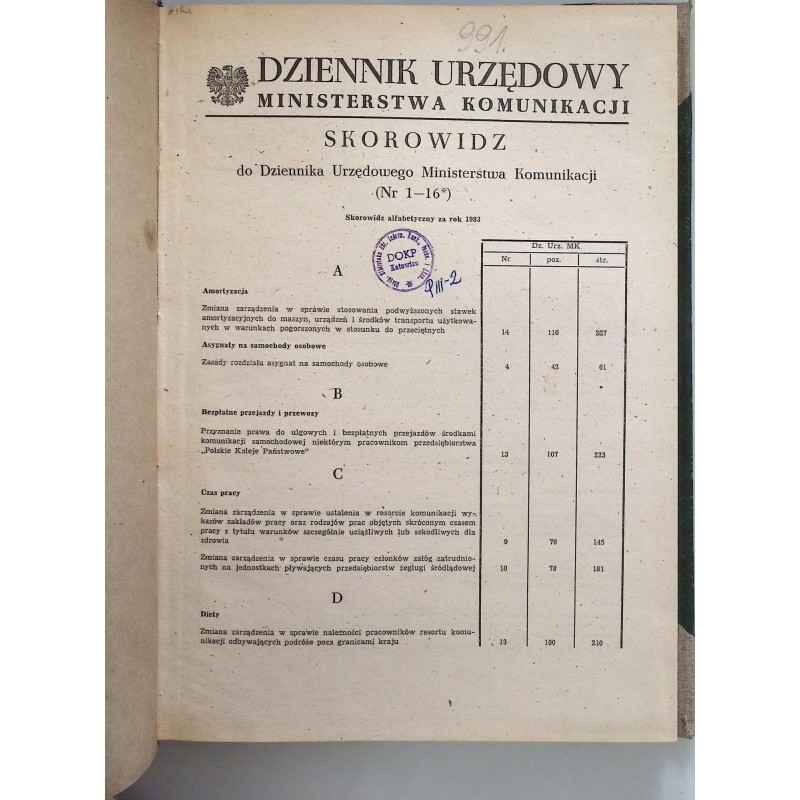 991.
DZIENNIK URZĘDOWY
MINISTERSTWA KOMUNIKACJI
SKOROWIDZ
do Dziennika Urzędowego Ministerstwa Komunikacji
(Nr 1—16*)
Skorowidz alfabetyczny za rok 1983
Dz. Urz. MK
Nr poz. str.
DOKP
Katowice
P III-2
A
Amortyzacja
Zmiana zarządzenia w sprawie stosowania podwyższonych stawek
amortyzacyjnych do maszyn, urządzeń i środków transportu użytkowa-
nych w warunkach pogorszonych w stosunku do przeciętnych 14 110 227
Asygnaty na samochody osobowe
Zasady rozdziału asygnat na samochody osobowe 4 42 61
B
Bezpłatne przejazdy i przewozy
Przyznanie prawa do ulgowych i bezpłatnych przejazdów środkami
komunikacji samochodowej niektórym pracownikom przedsiębiorstwa
„Polskie Koleje Państwowe" 13 107 223
C
Czas pracy
Zmiana zarządzenia w sprawie ustalenia w resorcie komunikacji wy-
kazów zakładów pracy oraz rodzajów prac objętych skróconym czasem
pracy z tytułu warunków szczególnie uciążliwych lub szkodliwych dla
zdrowia 9 70 145
Zmiana zarządzenia w sprawie czasu pracy członków załóg zatrudnio-
nych na jednostkach pływających przedsiębiorstw żeglugi śródlądowej 10 78 181
D
Diety
Zmiana zarządzenia w sprawie należności pracowników resortu komu-
nikacji odbywających podróże poza granicami kraju 13 100 210